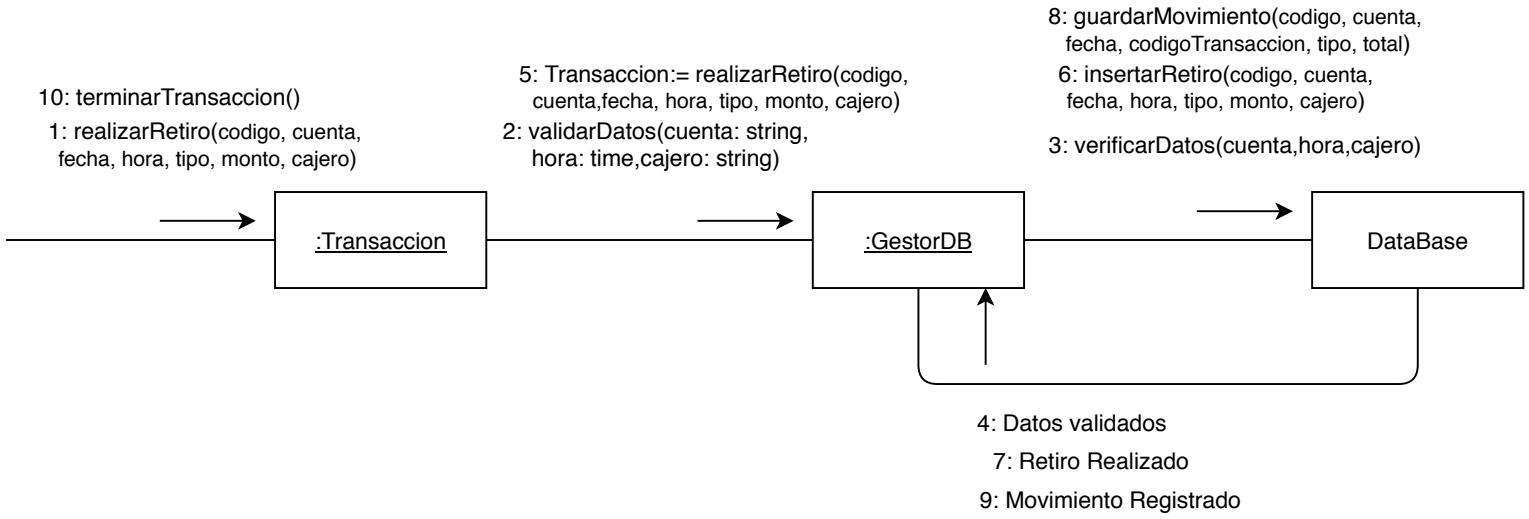 10: terminarTransaccion()
1: realizarRetiro(codigo, cuenta,
fecha, hora, tipo, monto, cajero)
5: Transaccion:= realizarRetiro(codigo,
cuenta,fecha, hora, tipo, monto, cajero)
2: validarDatos(cuenta: string,
hora: time,cajero: string)
8: guardarMovimiento(codigo, cuenta,
fecha, codigoTransaccion, tipo, total)
6: insertarRetiro(codigo, cuenta,
fecha, hora, tipo, monto, cajero)
3: verificarDatos(cuenta,hora,cajero)
:Transaccion
:GestorDB
DataBase
4: Datos validados
7: Retiro Realizado
9: Movimiento Registrado